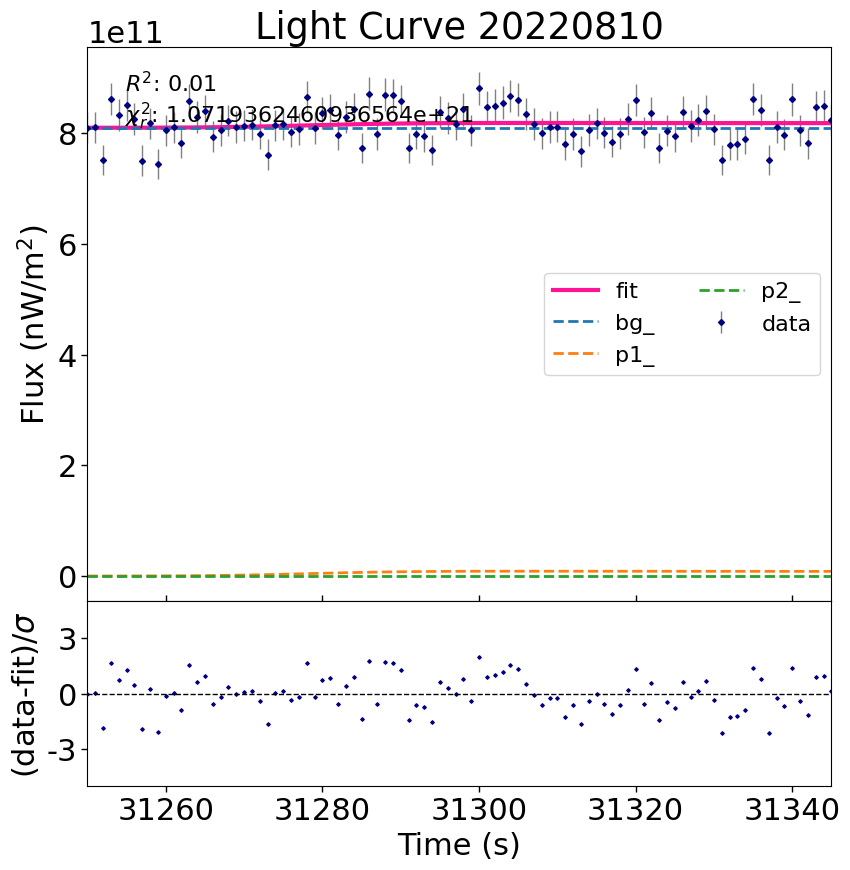 Light Curve 20220810
1e11
R²: 0.01
χ²ᵣ: 1.0719362460936564e+21
8
6
4
2
0
Flux (nW/m²)
fit
bg_
p1_
p2_
data
3
0
-3
(data-fit)/σ
31260 31280 31300 31320 31340
Time (s)